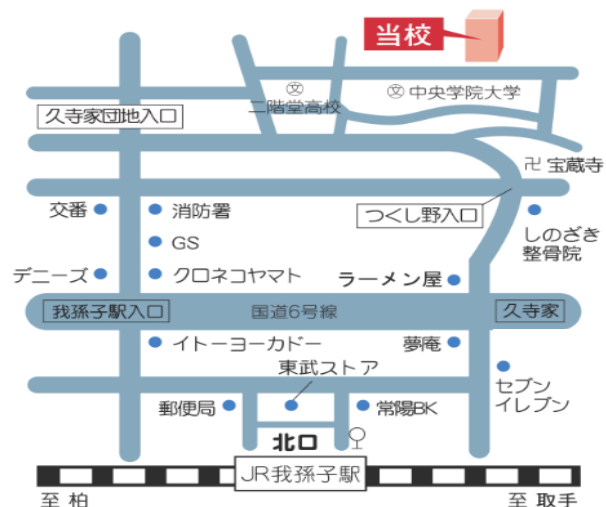 当校
文
二階堂高校
文 中央学院大学
久寺家団地入口
卍 宝蔵寺
交番
消防署
つくし野入口
しのざき
整骨院
GS
デニーズ
クロネコヤマト
ラーメン屋
我孫子駅入口
国道6号線
久寺家
イトーヨーカドー
夢庵
東武ストア
セブン
イレブン
郵便局
常陽BK
北口
JR我孫子駅
至 柏
至 取手